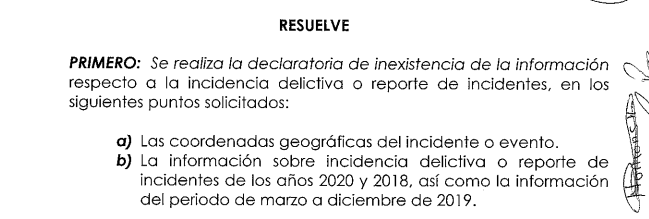 RESUELVE
PRIMERO: Se realiza la declaratoria de inexistencia de la información
respecto a la incidencia delictiva o reporte de incidentes, en los
siguientes puntos solicitados:
a) Las coordenadas geográficas del incidente o evento.
b) La información sobre incidencia delictiva o reporte de
incidentes de los años 2020 y 2018, así como la información
del periodo de marzo a diciembre de 2019.